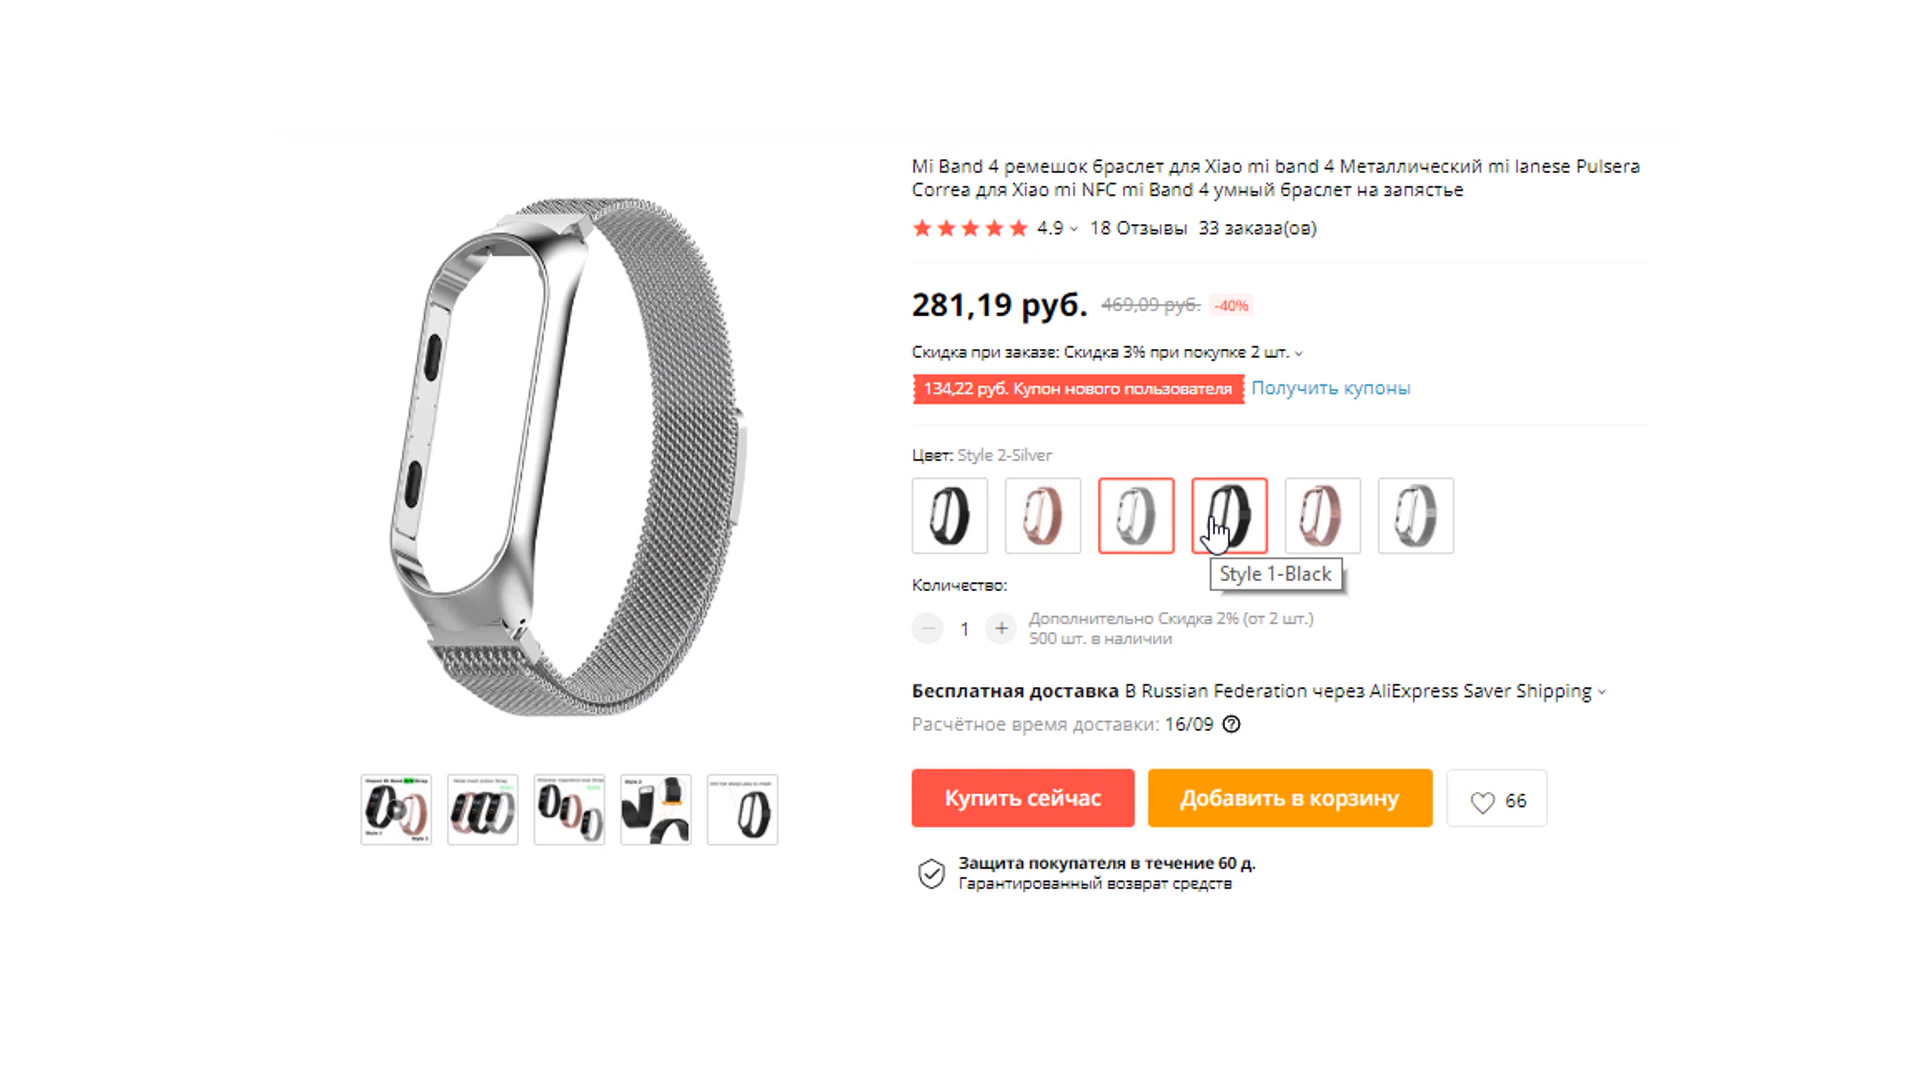 Mi Band 4 ремешок браслет для Xiao mi band 4 Металлический mi lanese Pulsera
Correa для Xiao mi NFC mi Band 4 умный браслет на запястье
4.9 18 Отзывы 33 заказа(ов)
281,19 руб. 469,09 руб. -40%
Скидка при заказе: Скидка 3% при покупке 2 шт.
134,22 руб. Купон нового пользователя Получить купоны
Цвет: Style 2-Silver
Style 1-Black
Количество:
1
Дополнительно Скидка 2% (от 2 шт.)
500 шт. в наличии
Бесплатная доставка В Russian Federation через AliExpress Saver Shipping
Расчётное время доставки: 16/09
Купить сейчас
Добавить в корзину
66
Защита покупателя в течение 60 д.
Гарантированный возврат средств
Style 2